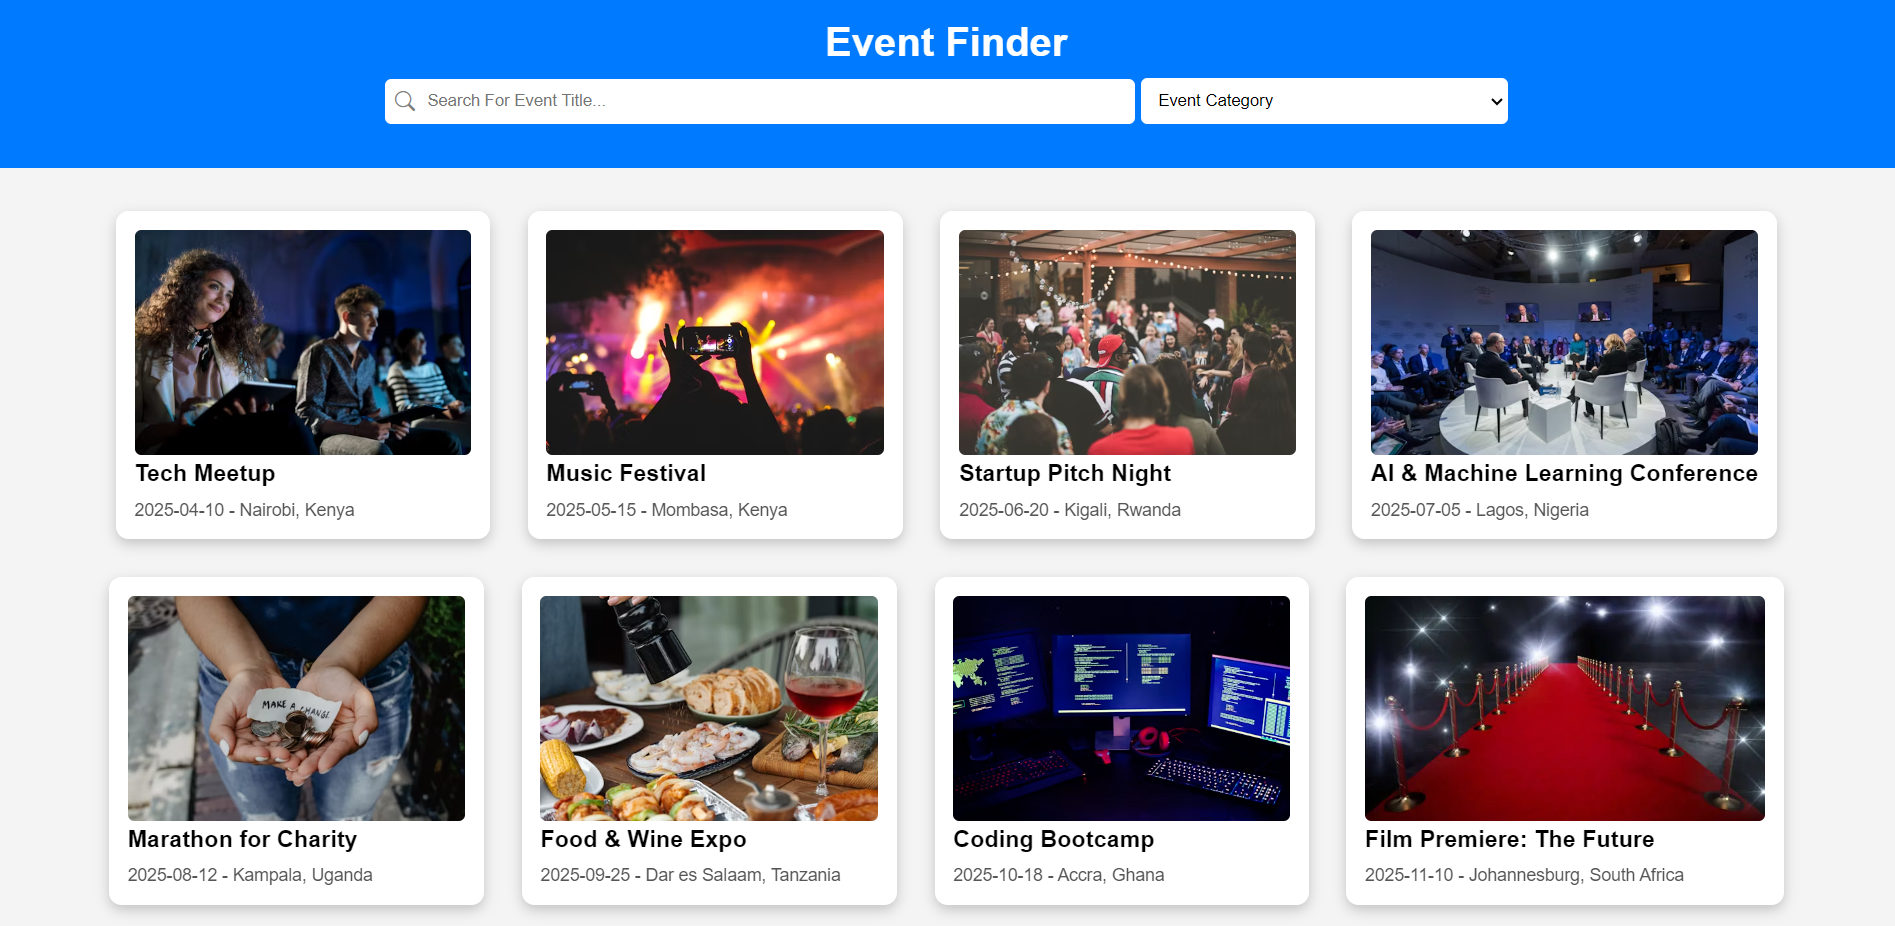 Event Finder
Search For Event Title...
Event Category
Tech Meetup
2025-04-10 - Nairobi, Kenya
Music Festival
2025-05-15 - Mombasa, Kenya
Startup Pitch Night
2025-06-20 - Kigali, Rwanda
AI & Machine Learning Conference
2025-07-05 - Lagos, Nigeria
MAKE A CHANGE
Marathon for Charity
2025-08-12 - Kampala, Uganda
Food & Wine Expo
2025-09-25 - Dar es Salaam, Tanzania
Coding Bootcamp
2025-10-18 - Accra, Ghana
Film Premiere: The Future
2025-11-10 - Johannesburg, South Africa